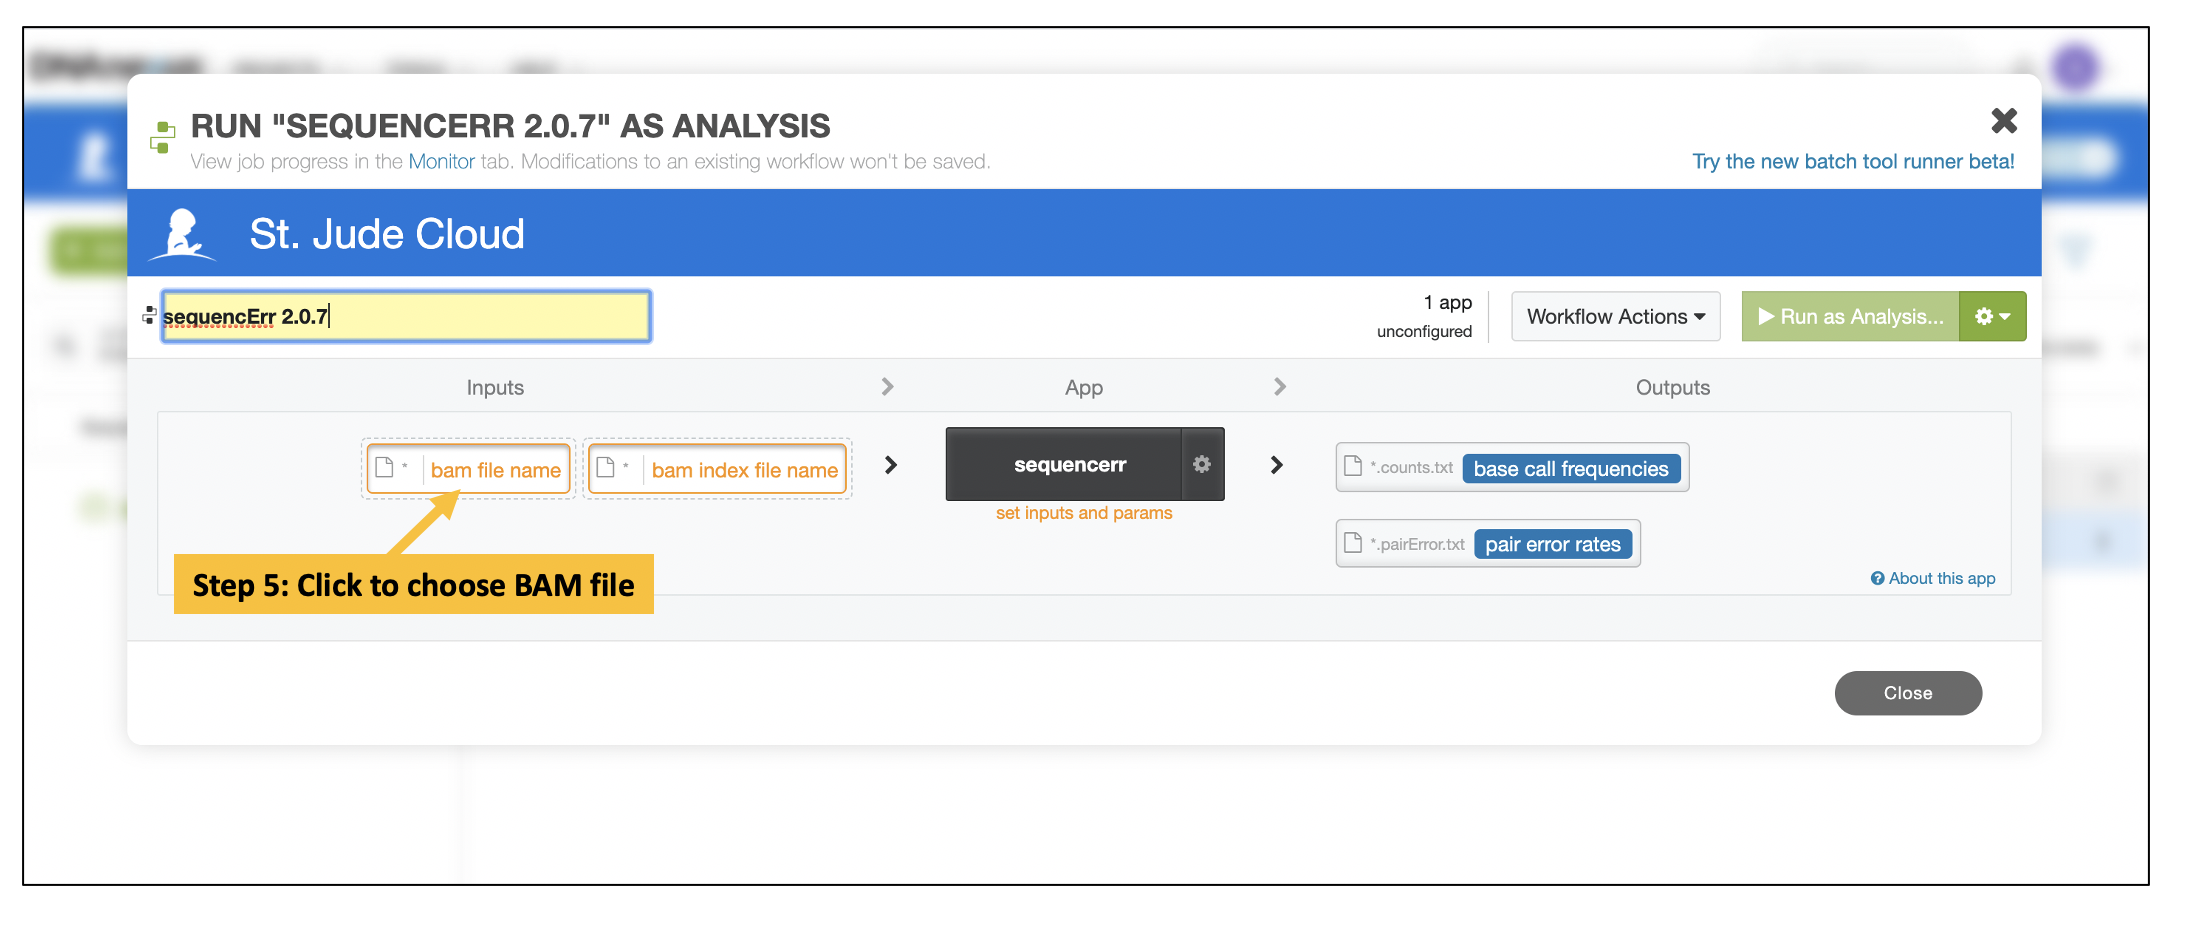 RUN "SEQUENCERR 2.0.7" AS ANALYSIS
View job progress in the Monitor tab. Modifications to an existing workflow won't be saved.
Try the new batch tool runner beta!
St. Jude Cloud
sequencErr 2.0.7
1 app
unconfigured
Workflow Actions
Run as Analysis...
Inputs
App
Outputs
* bam file name
* bam index file name
sequencerr
set inputs and params
*.counts.txt base call frequencies
*.pairError.txt pair error rates
About this app
Step 5: Click to choose BAM file
Close